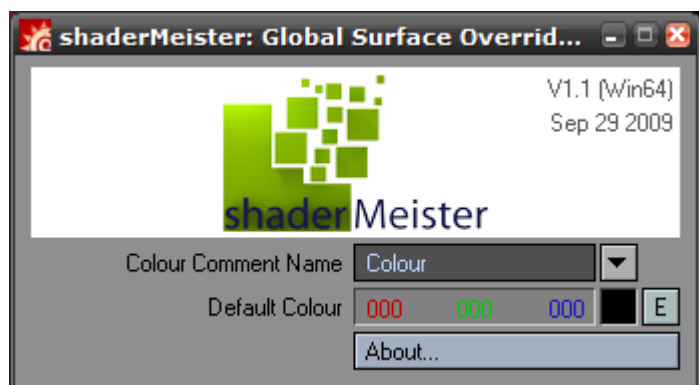 shaderMeister: Global Surface Overrid...
V1.1 (Win64)
Sep 29 2009
shaderMeister
Colour Comment Name Colour
Default Colour 000 000 000 E
About...